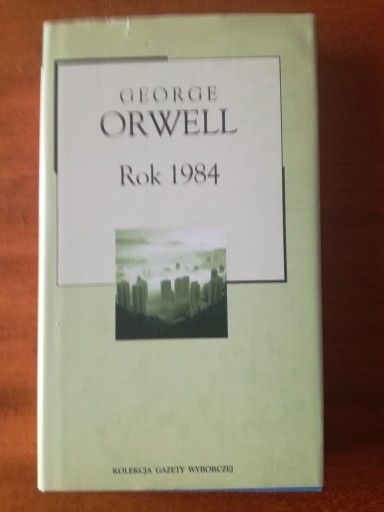 GEORGE
ORWELL
Rok 1984
KOLEKCJA GAZETY WYBORCZEJ